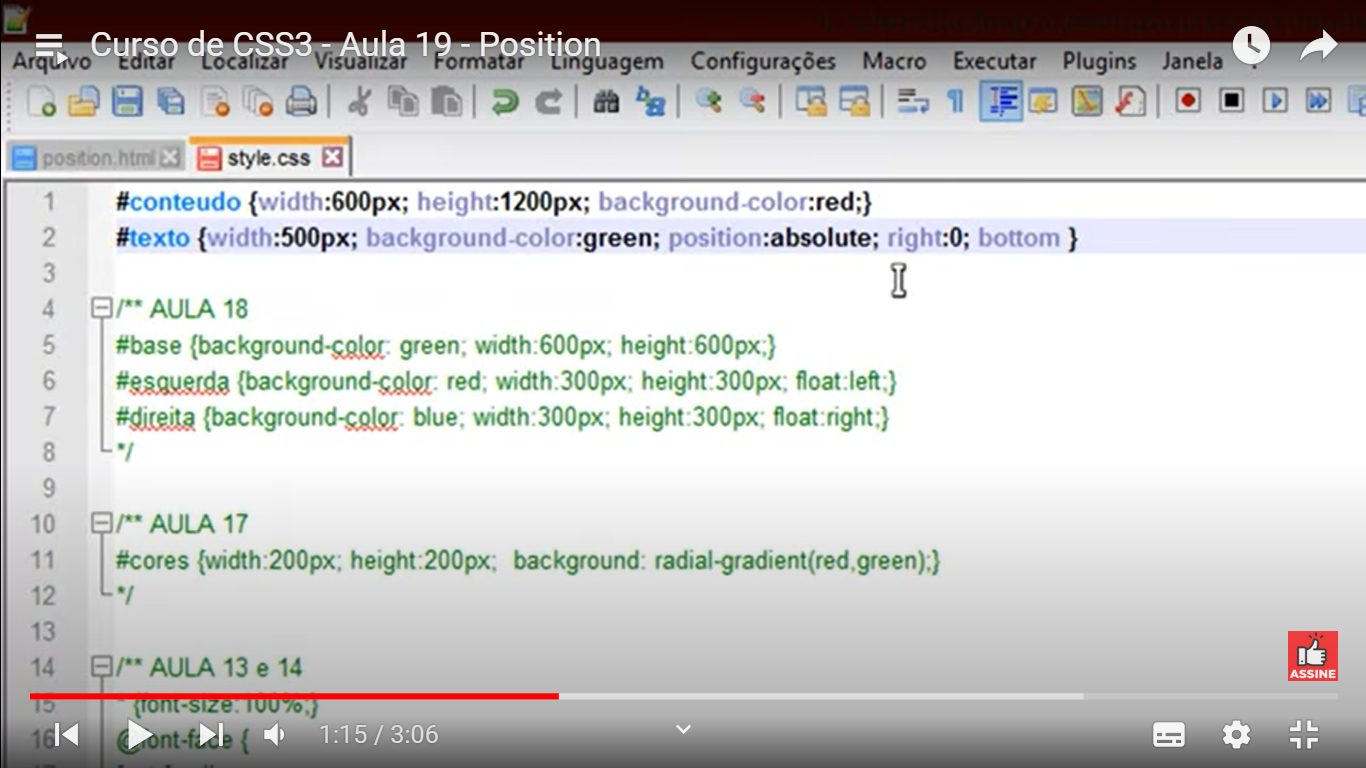 Curso de CSS3 - Aula 19 - Position
Arquivo Editar Localizar Visualizar Formatar Linguagem Configurações Macro Executar Plugins Janela ?
position.html style.css
1 #conteudo {width:600px; height:1200px; background-color:red;}
2 #texto {width:500px; background-color:green; position:absolute; right:0; bottom }
3
4 /** AULA 18
5 #base {background-color: green; width:600px; height:600px;}
6 #esquerda {background-color: red; width:300px; height:300px; float:left;}
7 #direita {background-color: blue; width:300px; height:300px; float:right;}
8 */
9
10 /** AULA 17
11 #cores {width:200px; height:200px;  background: radial-gradient(red,green);}
12 */
13
14 /** AULA 13 e 14
15 * {font-size:100%;}
16 @font-face {
ASSINE
1:15 / 3:06